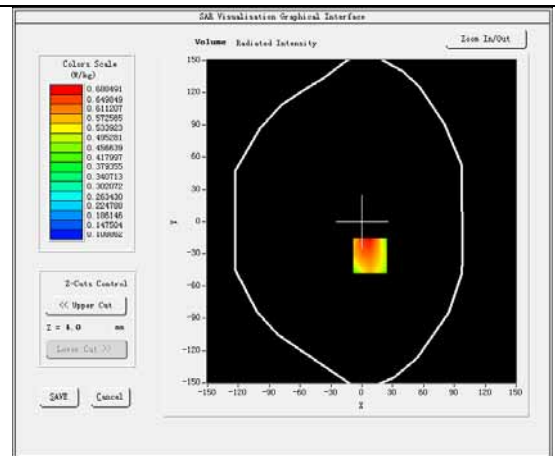 SAR Visualisation Graphical Interface
Volume Radiated Intensity
Zoom In/Out
Colors Scale
(W/kg)
0.688491
0.649849
0.611207
0.572565
0.533923
0.495281
0.456639
0.417997
0.379355
0.340713
0.302072
0.263430
0.224788
0.186146
0.147504
0.108862
Z-Cuts Control
<< Upper Cut
Z = 4.0 mm
Lower Cut >>
SAVE Cancel
150
120
90
60
30
0
-30
-60
-90
-120
-150
Y
-150 -120 -90 -60 -30 0 30 60 90 120 150
X